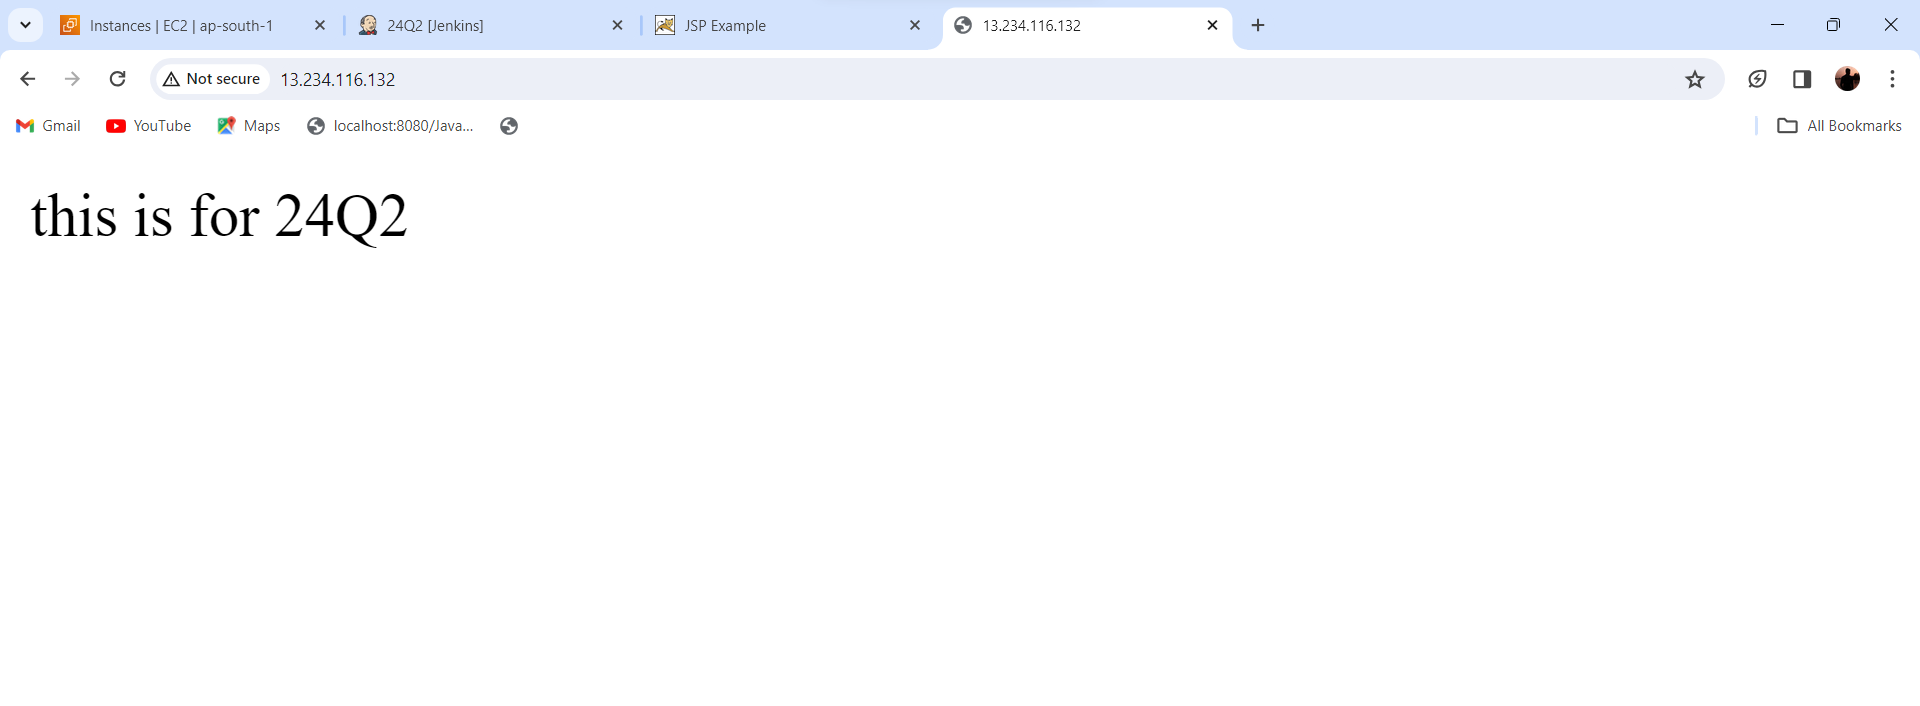 Instances | EC2 | ap-south-1
24Q2 [Jenkins]
JSP Example
13.234.116.132
Not secure
13.234.116.132
Gmail
YouTube
Maps
localhost:8080/Java...
All Bookmarks
this is for 24Q2